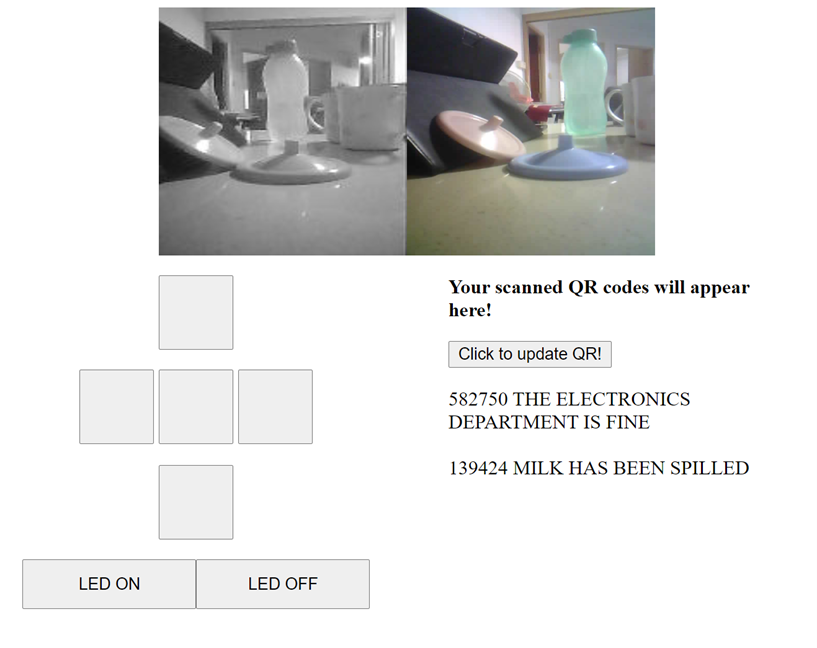 Your scanned QR codes will appear
here!
Click to update QR!
582750 THE ELECTRONICS
DEPARTMENT IS FINE
139424 MILK HAS BEEN SPILLED
LED ON
LED OFF